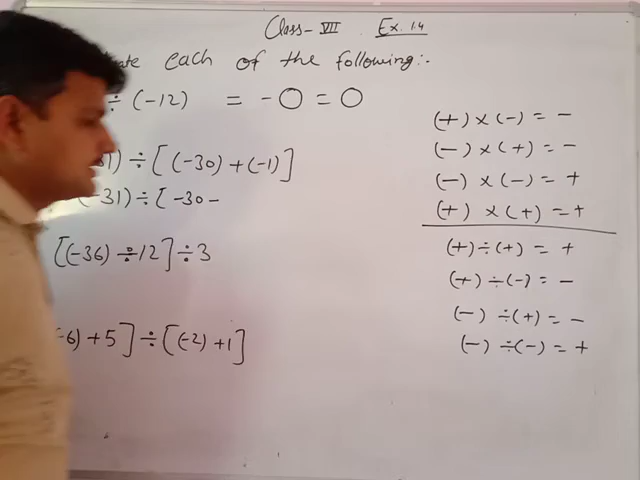 Class- VII Ex. 1.4
each of the following:-
÷ (-12) = -0 = 0
31) ÷ [(-30) + (-1)]
(-31) ÷ [-30 -
[(-36) ÷ 12] ÷ 3
-6) + 5] ÷ [(-2) + 1]
(+) × (-) = -
(-) × (+) = -
(-) × (-) = +
(+) × (+) = +
(+) ÷ (+) = +
(+) ÷ (-) = -
(-) ÷ (+) = -
(-) ÷ (-) = +